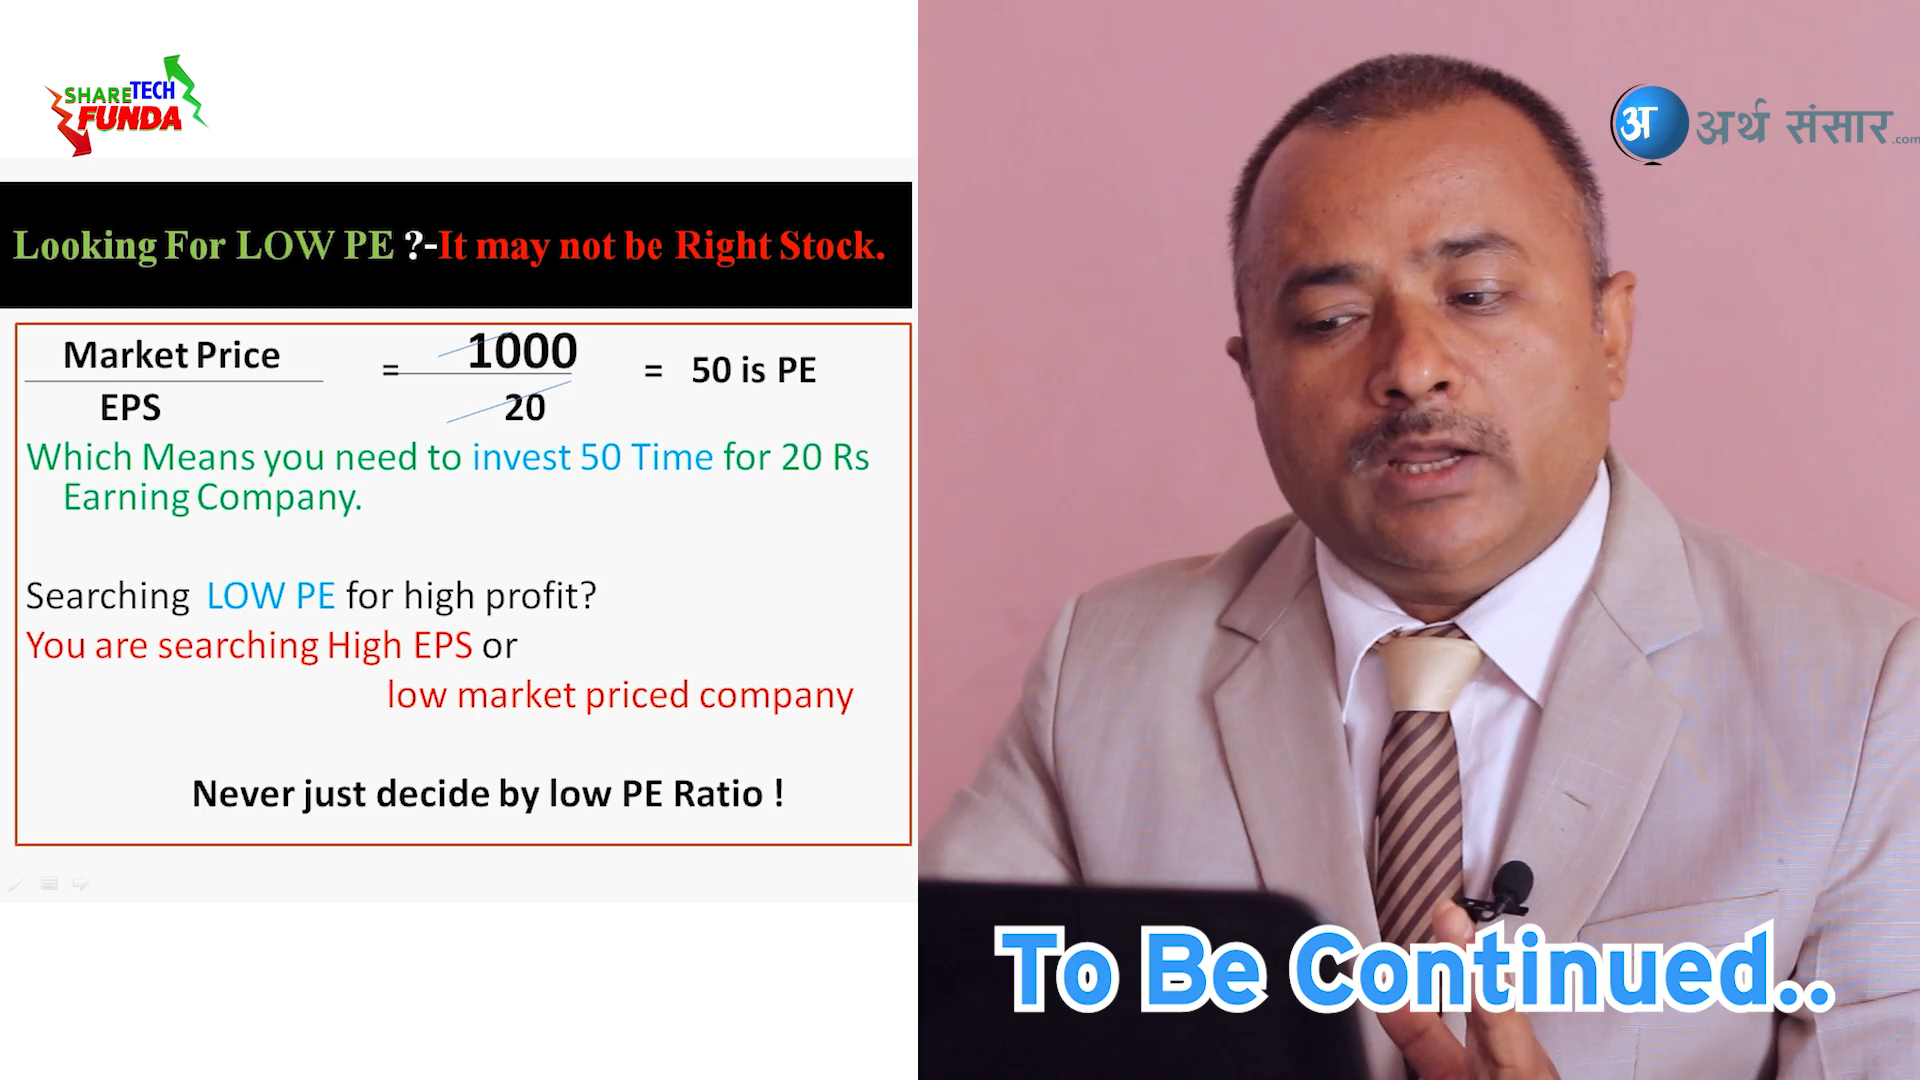 SHARETECH
FUNDA
Looking For LOW PE ?-It may not be Right Stock.
Market Price = 1000 = 50 is PE
EPS 20
Which Means you need to invest 50 Time for 20 Rs
Earning Company.
Searching LOW PE for high profit?
You are searching High EPS or
low market priced company
Never just decide by low PE Ratio !
अ अर्थ संसार.com
To Be Continued..